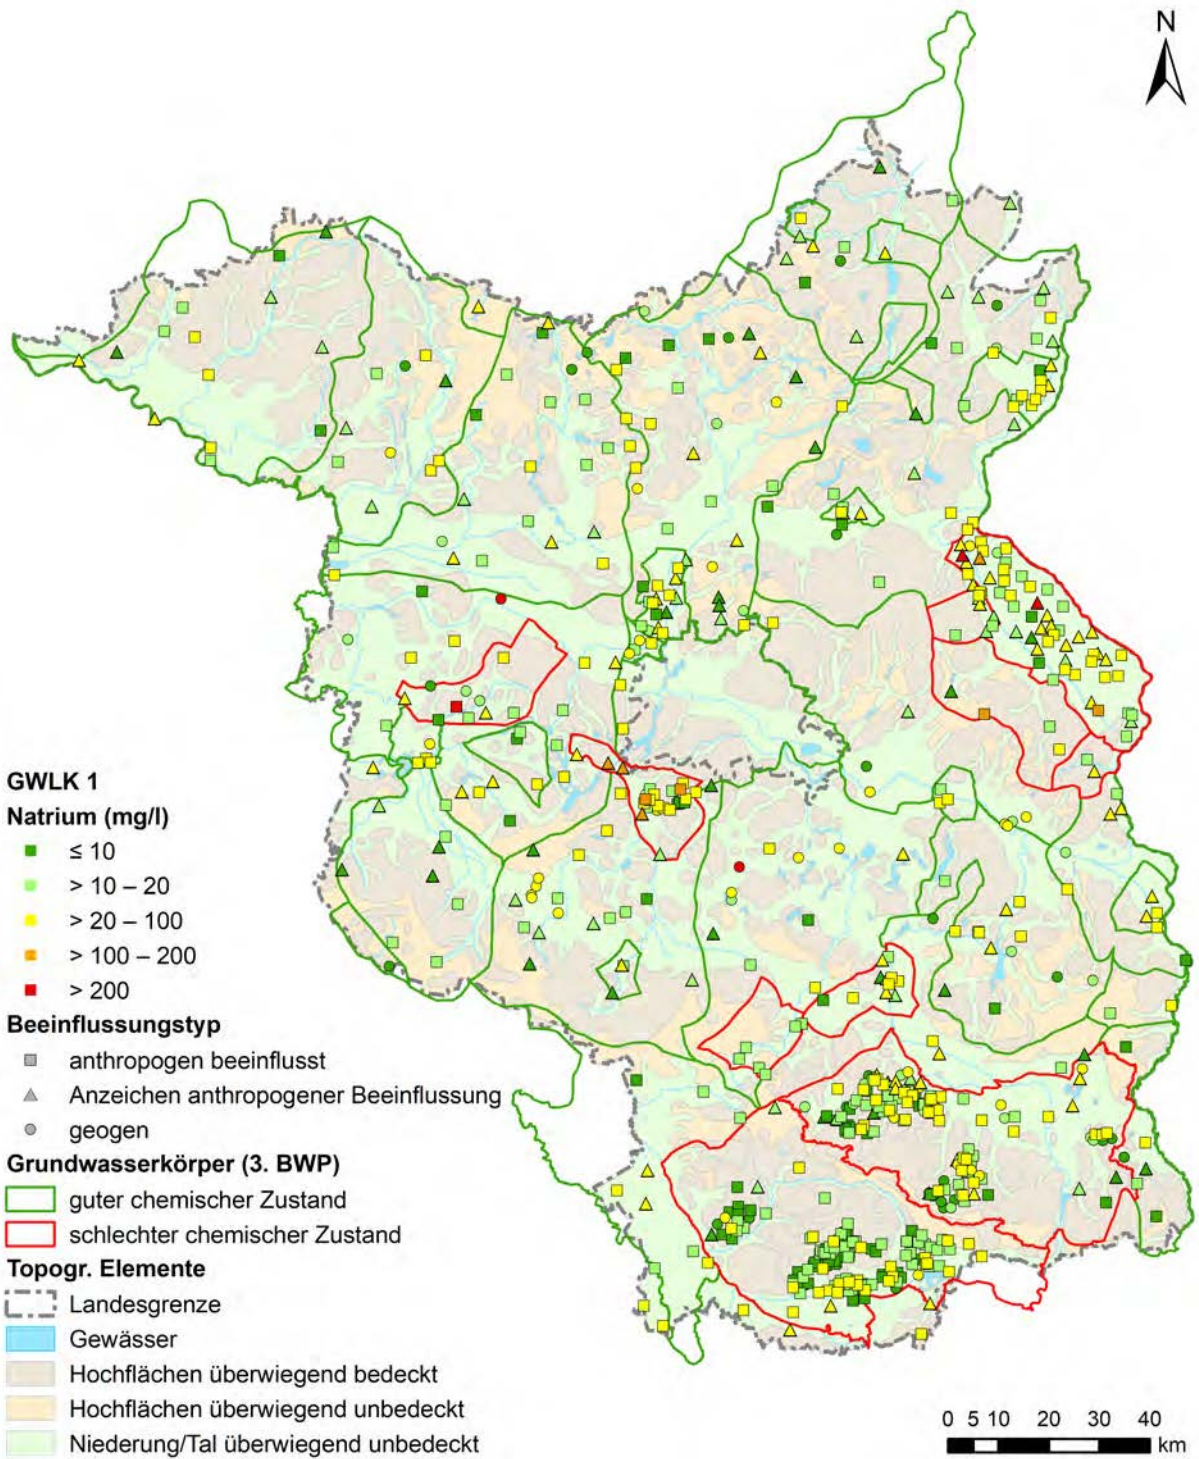 N
GWLK 1
Natrium (mg/l)
≤ 10
> 10 – 20
> 20 – 100
> 100 – 200
> 200
Beeinflussungstyp
anthropogen beeinflusst
Anzeichen anthropogener Beeinflussung
geogen
Grundwasserkörper (3. BWP)
guter chemischer Zustand
schlechter chemischer Zustand
Topogr. Elemente
Landesgrenze
Gewässer
Hochflächen überwiegend bedeckt
Hochflächen überwiegend unbedeckt
Niederung/Tal überwiegend unbedeckt
0 5 10 20 30 40
km